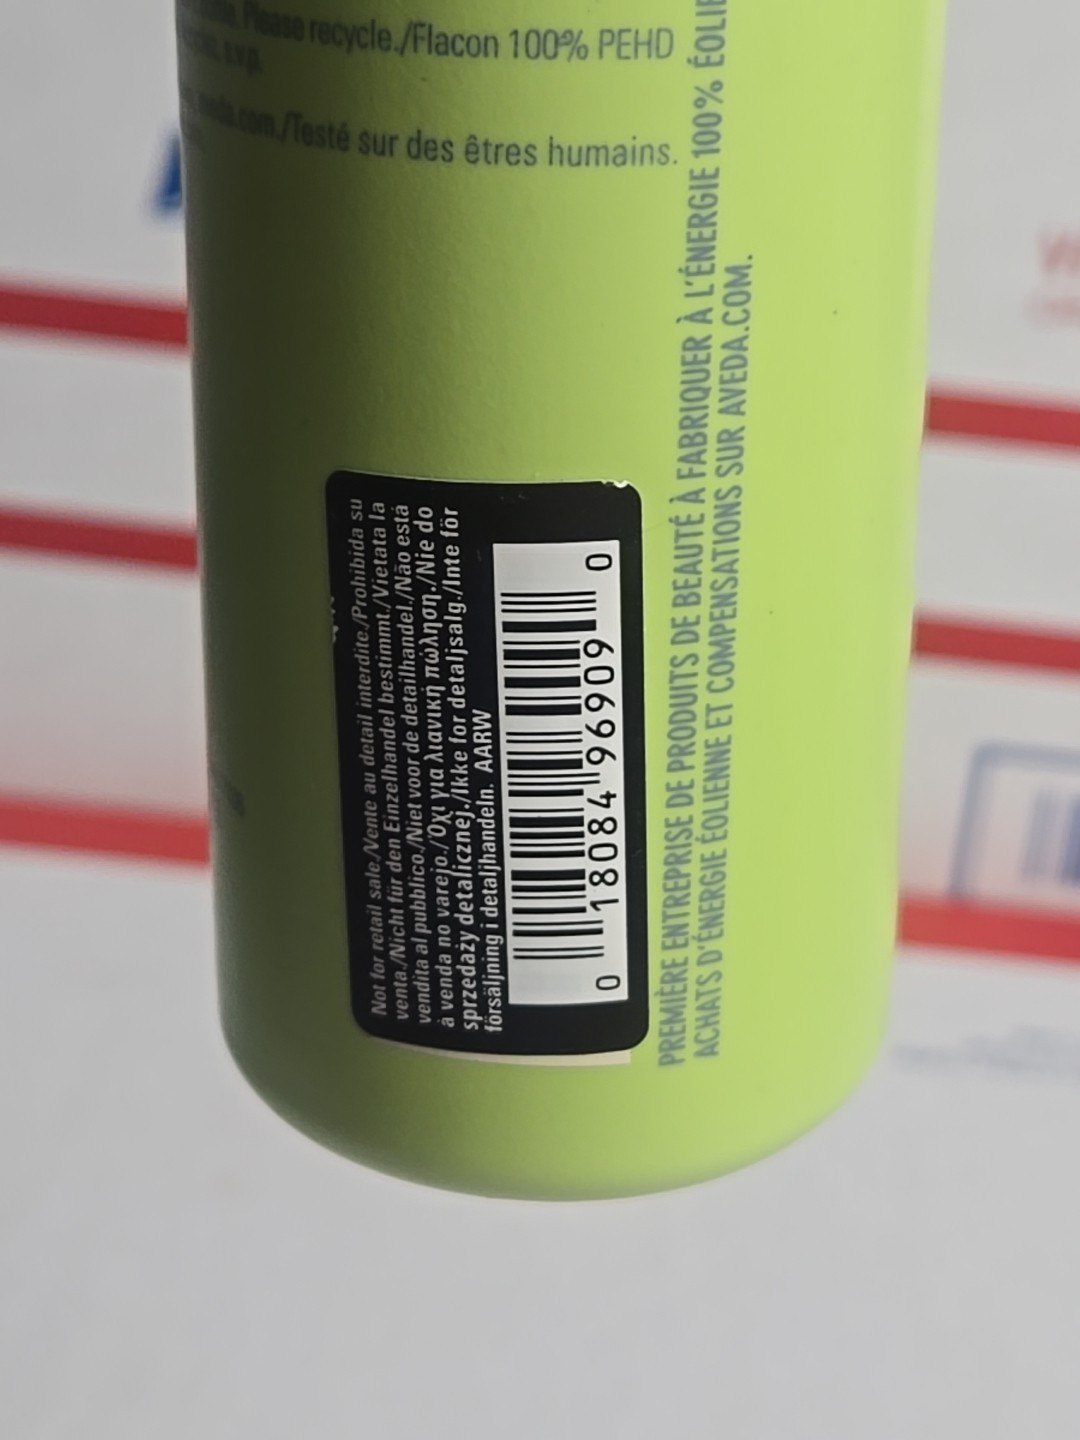 Please recycle./Flacon 100% PEHD
s.v.p.
aveda.com./Testé sur des êtres humains.
Not for retail sale./Vente au detail interdite./Prohibida su
venta./Nicht für den Einzelhandel bestimmt./Vietata la
vendita al pubblico./Niet voor de detailhandel./Não está
à venda no varejo./Όχι για λιανική πώληση./Nie do
sprzedaży detalicznej./Ikke for detaljsalg./Inte för
försäljning i detaljhandeln. AARW
0 18084 96909 0
PREMIÈRE ENTREPRISE DE PRODUITS DE BEAUTÉ À FABRIQUER À L'ÉNERGIE 100% ÉOLIE
ACHATS D'ÉNERGIE ÉOLIENNE ET COMPENSATIONS SUR AVEDA.COM.